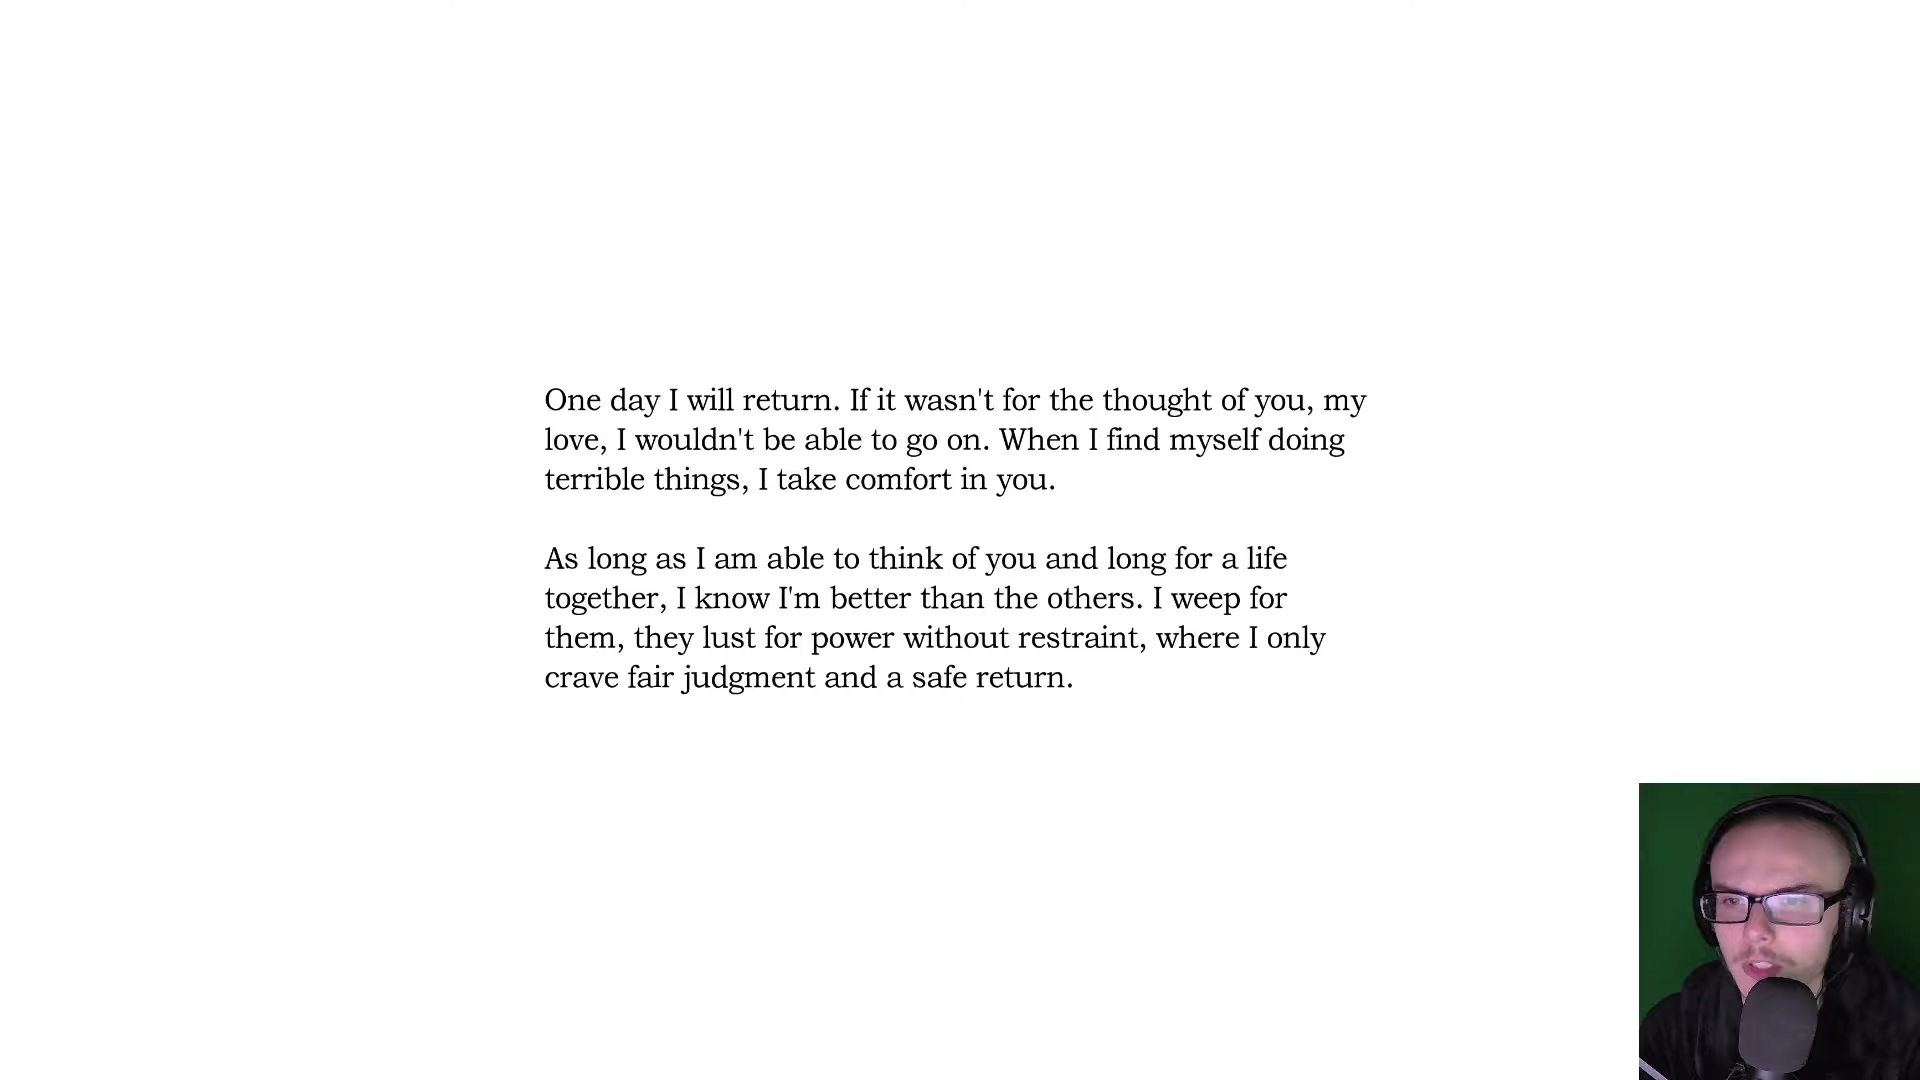 One day I will return. If it wasn't for the thought of you, my
love, I wouldn't be able to go on. When I find myself doing
terrible things, I take comfort in you.
As long as I am able to think of you and long for a life
together, I know I'm better than the others. I weep for
them, they lust for power without restraint, where I only
crave fair judgment and a safe return.